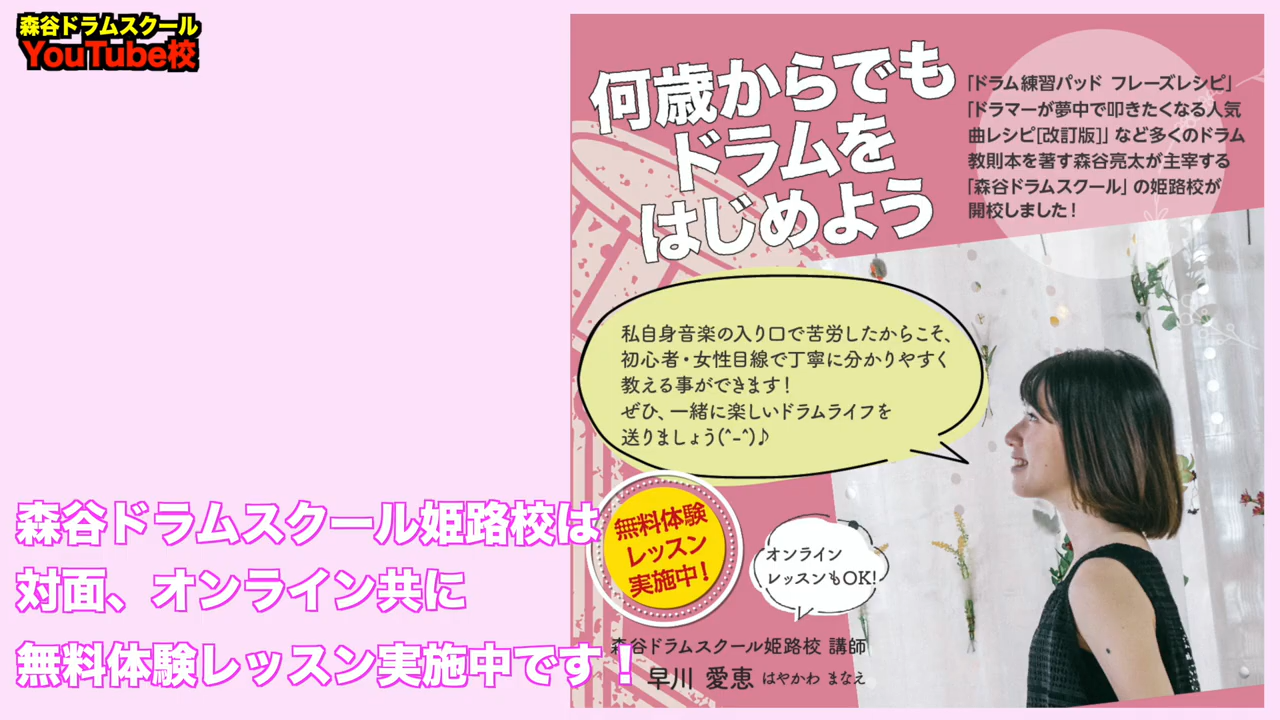 森谷ドラムスクール
YouTube校
何歳からでも
ドラムを
はじめよう
「ドラム練習パッド フレーズレシピ」
「ドラマーが夢中で叩きたくなる人気
曲レシピ[改訂版]」など多くのドラム
教則本を著す森谷亮太が主宰する
「森谷ドラムスクール」の姫路校が
開校しました！
私自身音楽の入り口で苦労したからこそ、
初心者・女性目線で丁寧に分かりやすく
教える事ができます！
ぜひ、一緒に楽しいドラムライフを
送りましょう(^-^)♪
無料体験
レッスン
実施中！
オンライン
レッスンもOK!
森谷ドラムスクール姫路校 講師
早川 愛恵 はやかわ まなえ
森谷ドラムスクール姫路校は
対面、オンライン共に
無料体験レッスン実施中です！